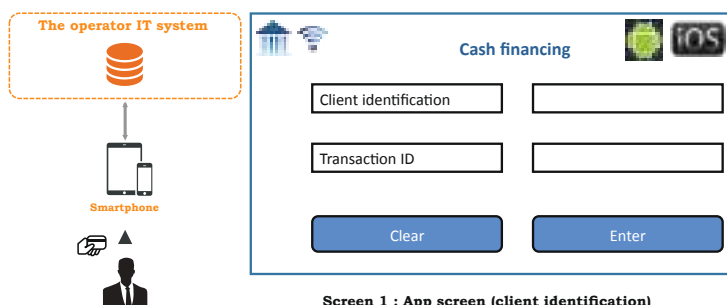 The operator IT system
Smartphone
Cash financing
iOS
Client identification
Transaction ID
Clear
Enter
Screen 1 : App screen (client identification)